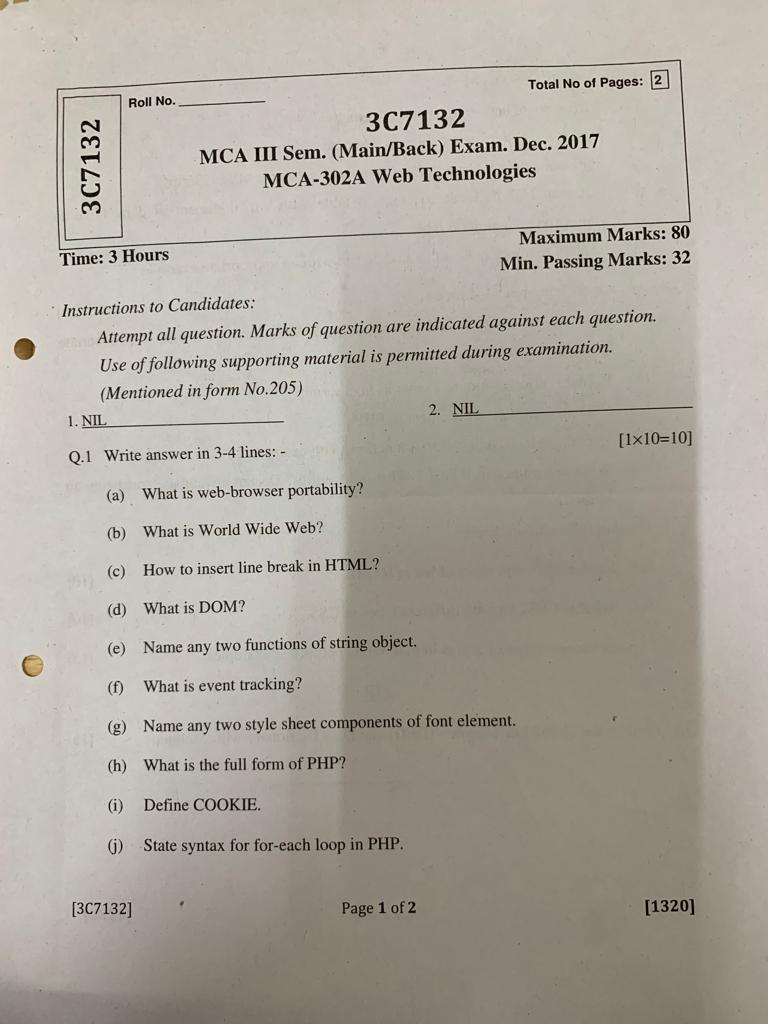 Total No of Pages: 2
Roll No.
3C7132
3C7132
MCA III Sem. (Main/Back) Exam. Dec. 2017
MCA-302A Web Technologies
Maximum Marks: 80
Time: 3 Hours
Min. Passing Marks: 32
Instructions to Candidates:
Attempt all question. Marks of question are indicated against each question.
Use of following supporting material is permitted during examination.
(Mentioned in form No.205)
1. NIL
2. NIL
[1×10=10]
Q.1 Write answer in 3-4 lines: -
(a) What is web-browser portability?
(b) What is World Wide Web?
(c) How to insert line break in HTML?
(d) What is DOM?
(e) Name any two functions of string object.
(f) What is event tracking?
(g) Name any two style sheet components of font element.
(h) What is the full form of PHP?
(i) Define COOKIE.
(j) State syntax for for-each loop in PHP.
[3C7132] Page 1 of 2 [1320]